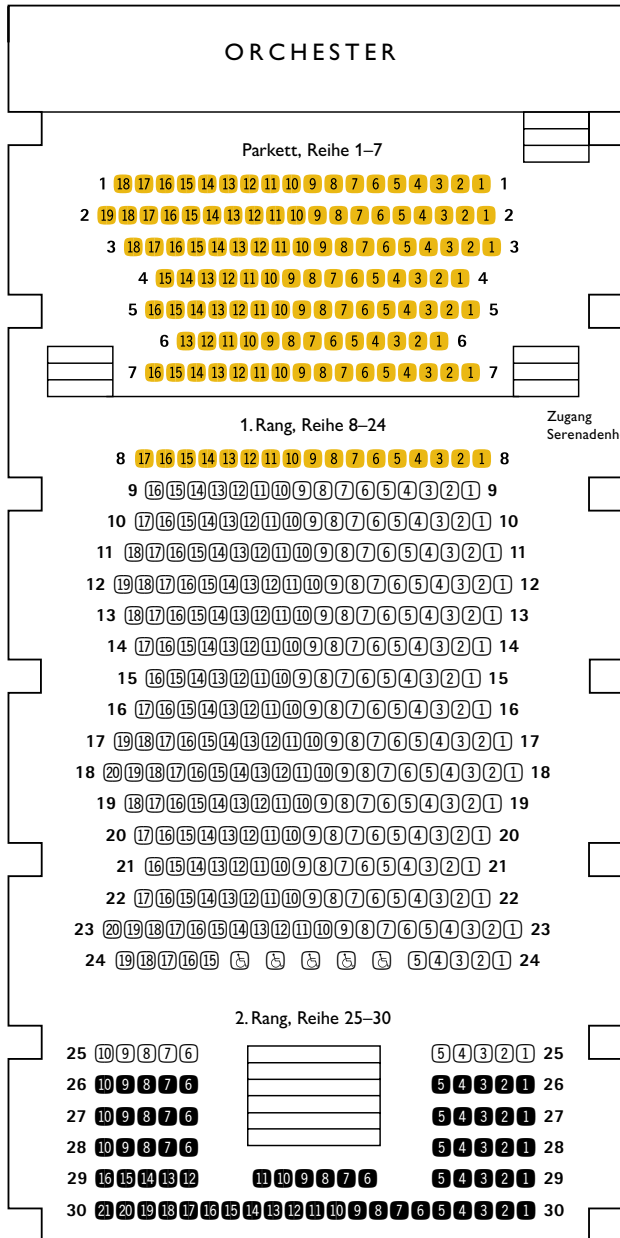 ORCHESTER
Parkett, Reihe 1–7
1 18 17 16 15 14 13 12 11 10 9 8 7 6 5 4 3 2 1 1
2 19 18 17 16 15 14 13 12 11 10 9 8 7 6 5 4 3 2 1 2
3 18 17 16 15 14 13 12 11 10 9 8 7 6 5 4 3 2 1 3
4 15 14 13 12 11 10 9 8 7 6 5 4 3 2 1 4
5 16 15 14 13 12 11 10 9 8 7 6 5 4 3 2 1 5
6 13 12 11 10 9 8 7 6 5 4 3 2 1 6
7 16 15 14 13 12 11 10 9 8 7 6 5 4 3 2 1 7
1. Rang, Reihe 8–24
Zugang
Serenadenh
8 17 16 15 14 13 12 11 10 9 8 7 6 5 4 3 2 1 8
9 16 15 14 13 12 11 10 9 8 7 6 5 4 3 2 1 9
10 17 16 15 14 13 12 11 10 9 8 7 6 5 4 3 2 1 10
11 18 17 16 15 14 13 12 11 10 9 8 7 6 5 4 3 2 1 11
12 19 18 17 16 15 14 13 12 11 10 9 8 7 6 5 4 3 2 1 12
13 18 17 16 15 14 13 12 11 10 9 8 7 6 5 4 3 2 1 13
14 17 16 15 14 13 12 11 10 9 8 7 6 5 4 3 2 1 14
15 16 15 14 13 12 11 10 9 8 7 6 5 4 3 2 1 15
16 17 16 15 14 13 12 11 10 9 8 7 6 5 4 3 2 1 16
17 19 18 17 16 15 14 13 12 11 10 9 8 7 6 5 4 3 2 1 17
18 20 19 18 17 16 15 14 13 12 11 10 9 8 7 6 5 4 3 2 1 18
19 18 17 16 15 14 13 12 11 10 9 8 7 6 5 4 3 2 1 19
20 17 16 15 14 13 12 11 10 9 8 7 6 5 4 3 2 1 20
21 16 15 14 13 12 11 10 9 8 7 6 5 4 3 2 1 21
22 17 16 15 14 13 12 11 10 9 8 7 6 5 4 3 2 1 22
23 20 19 18 17 16 15 14 13 12 11 10 9 8 7 6 5 4 3 2 1 23
24 19 18 17 16 15 5 4 3 2 1 24
2. Rang, Reihe 25–30
25 10 9 8 7 6 5 4 3 2 1 25
26 10 9 8 7 6 5 4 3 2 1 26
27 10 9 8 7 6 5 4 3 2 1 27
28 10 9 8 7 6 5 4 3 2 1 28
29 16 15 14 13 12 11 10 9 8 7 6 5 4 3 2 1 29
30 21 20 19 18 17 16 15 14 13 12 11 10 9 8 7 6 5 4 3 2 1 30